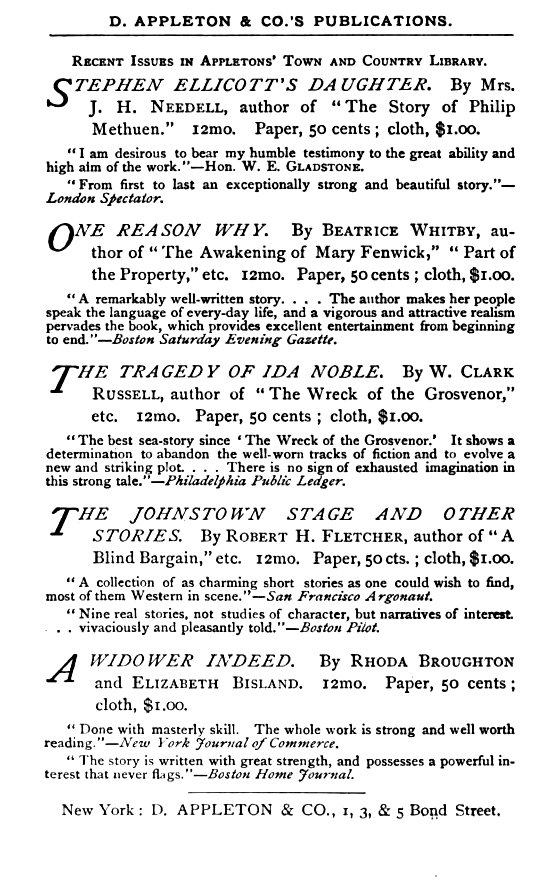 D. APPLETON & CO.'S PUBLICATIONS.
RECENT ISSUES IN APPLETONS' TOWN AND COUNTRY LIBRARY.
STEPHEN ELLICOTT'S DAUGHTER. By Mrs.
J. H. NEEDELL, author of "The Story of Philip
Methuen." 12mo. Paper, 50 cents; cloth, $1.00.
"I am desirous to bear my humble testimony to the great ability and
high aim of the work."—HON. W. E. GLADSTONE.
"From first to last an exceptionally strong and beautiful story."—
London Spectator.
ONE REASON WHY. By BEATRICE WHITBY, au-
thor of "The Awakening of Mary Fenwick," "Part of
the Property," etc. 12mo. Paper, 50 cents; cloth, $1.00.
"A remarkably well-written story. . . . The author makes her people
speak the language of every-day life, and a vigorous and attractive realism
pervades the book, which provides excellent entertainment from beginning
to end."—Boston Saturday Evening Gazette.
THE TRAGEDY OF IDA NOBLE. By W. CLARK
RUSSELL, author of "The Wreck of the Grosvenor,"
etc. 12mo. Paper, 50 cents; cloth, $1.00.
"The best sea-story since 'The Wreck of the Grosvenor.' It shows a
determination to abandon the well-worn tracks of fiction and to evolve a
new and striking plot. . . . There is no sign of exhausted imagination in
this strong tale."—Philadelphia Public Ledger.
THE JOHNSTOWN STAGE AND OTHER
STORIES. By ROBERT H. FLETCHER, author of "A
Blind Bargain," etc. 12mo. Paper, 50 cts.; cloth, $1.00.
"A collection of as charming short stories as one could wish to find,
most of them Western in scene."—San Francisco Argonaut.
"Nine real stories, not studies of character, but narratives of interest.
. . . vivaciously and pleasantly told."—Boston Pilot.
A WIDOWER INDEED. By RHODA BROUGHTON
and ELIZABETH BISLAND. 12mo. Paper, 50 cents;
cloth, $1.00.
"Done with masterly skill. The whole work is strong and well worth
reading."—New York Journal of Commerce.
"The story is written with great strength, and possesses a powerful in-
terest that never flags."—Boston Home Journal.
New York: D. APPLETON & CO., 1, 3, & 5 Bond Street.